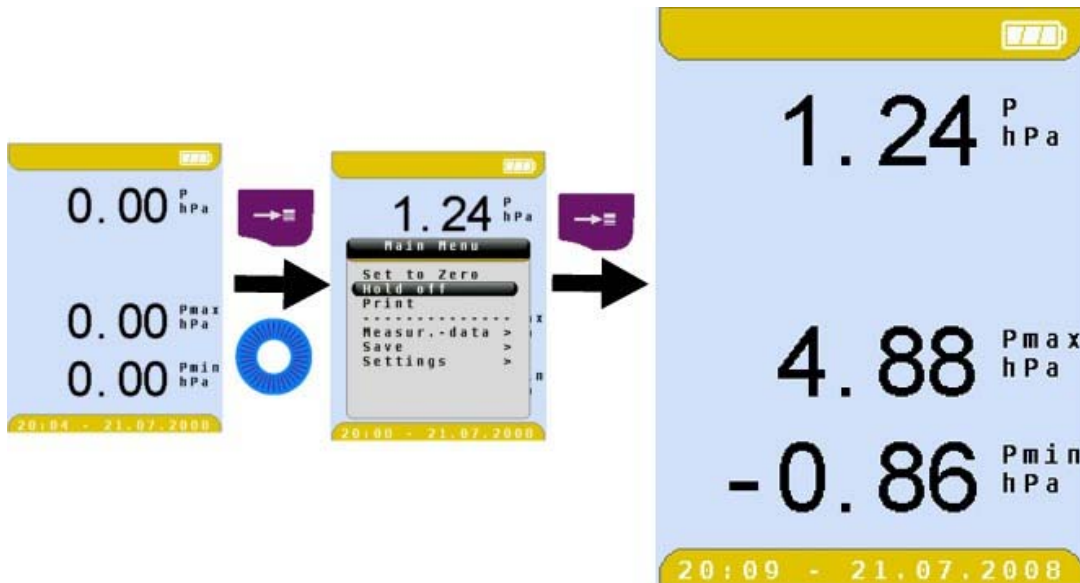 0.00 P hPa
0.00 Pmax hPa
0.00 Pmin hPa
20:04 - 21.07.2008
1.24 P hPa
Main Menu
Set to Zero
Hold off
Print
- - - - - - - - - - - - - - -
Measur.-data >
Save >
Settings >
x
n
20:08 - 21.07.2008
1.24 P hPa
4.88 Pmax hPa
-0.86 Pmin hPa
20:09 - 21.07.2008